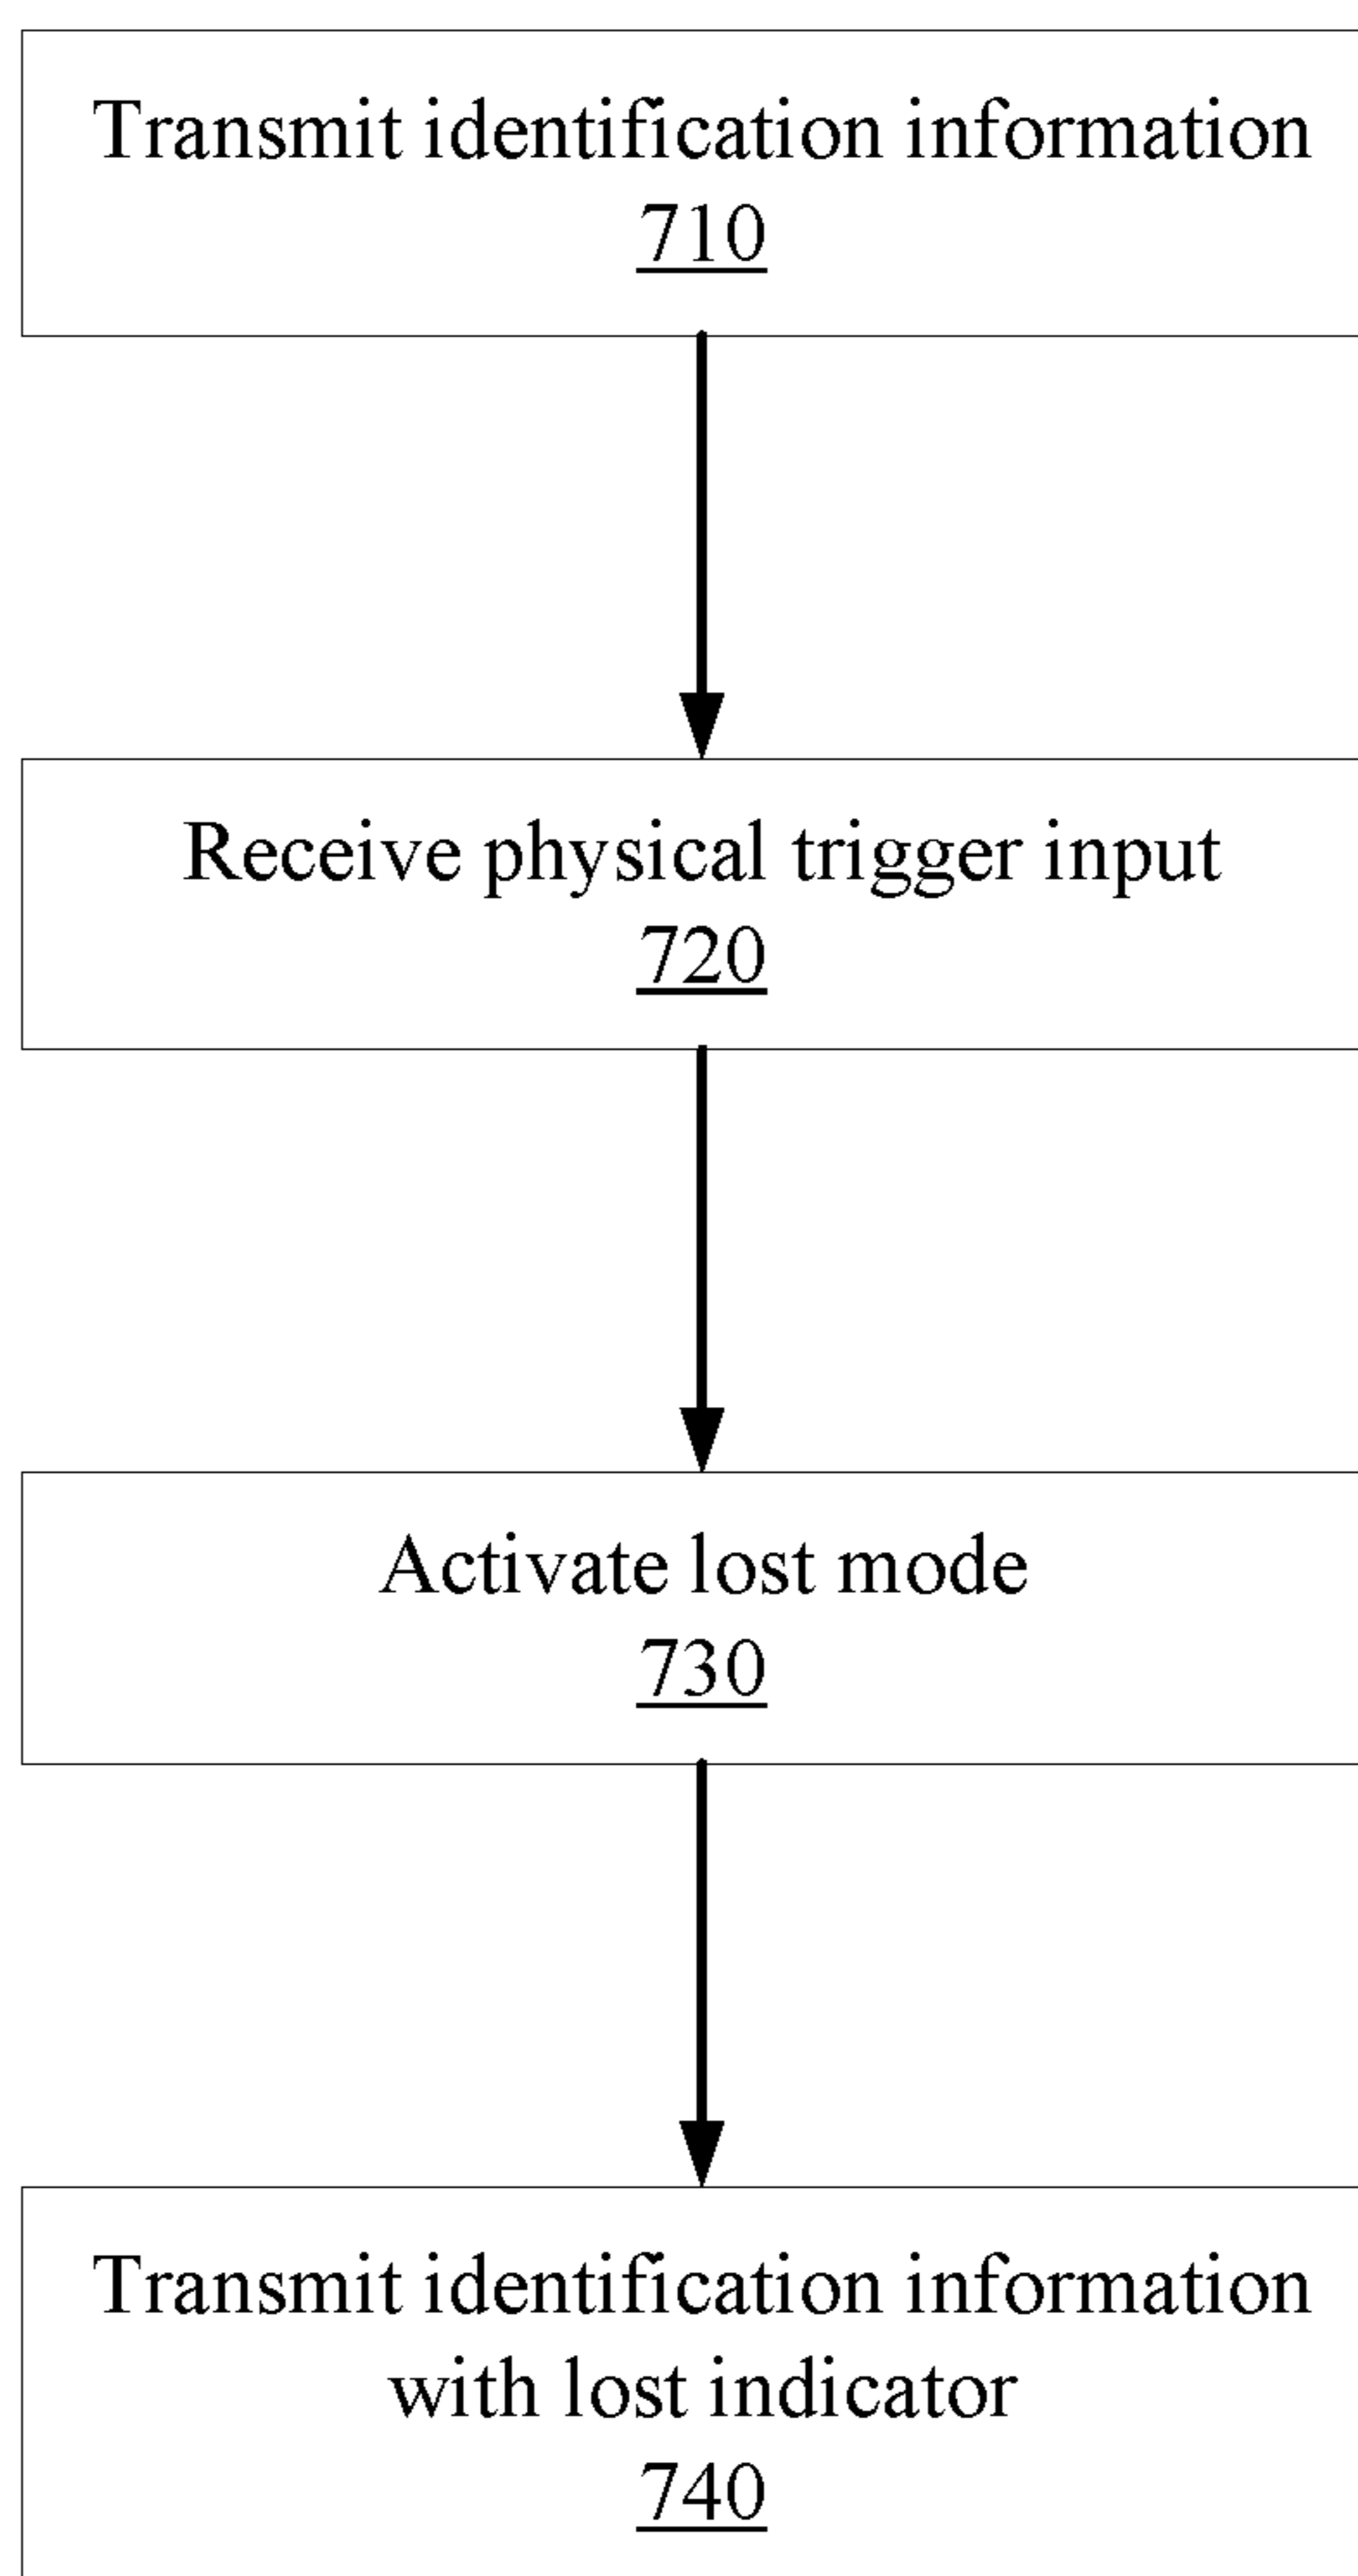 Transmit identification information
710
Receive physical trigger input
720
Activate lost mode
730
Transmit identification information
with lost indicator
740